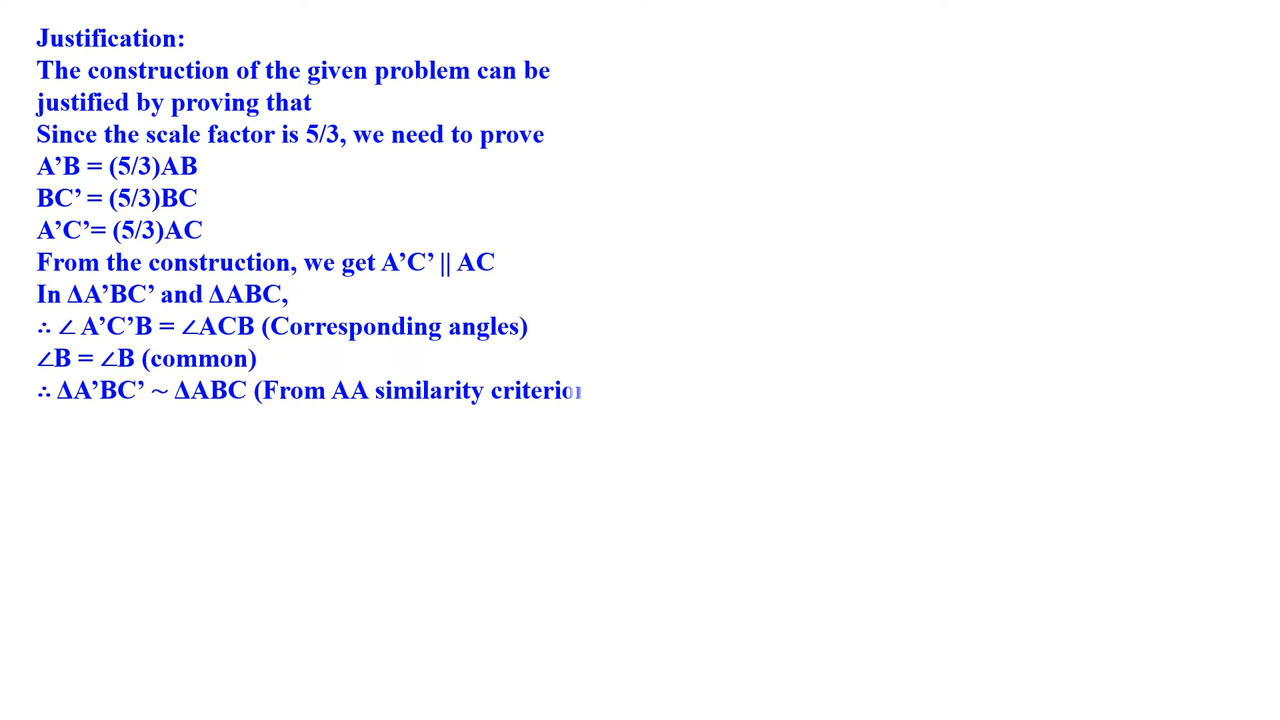 Justification:
The construction of the given problem can be
justified by proving that
Since the scale factor is 5/3, we need to prove
A’B = (5/3)AB
BC’ = (5/3)BC
A’C’= (5/3)AC
From the construction, we get A’C’ || AC
In ΔA’BC’ and ΔABC,
∴ ∠ A’C’B = ∠ACB (Corresponding angles)
∠B = ∠B (common)
∴ ΔA’BC’ ~ ΔABC (From AA similarity criterion